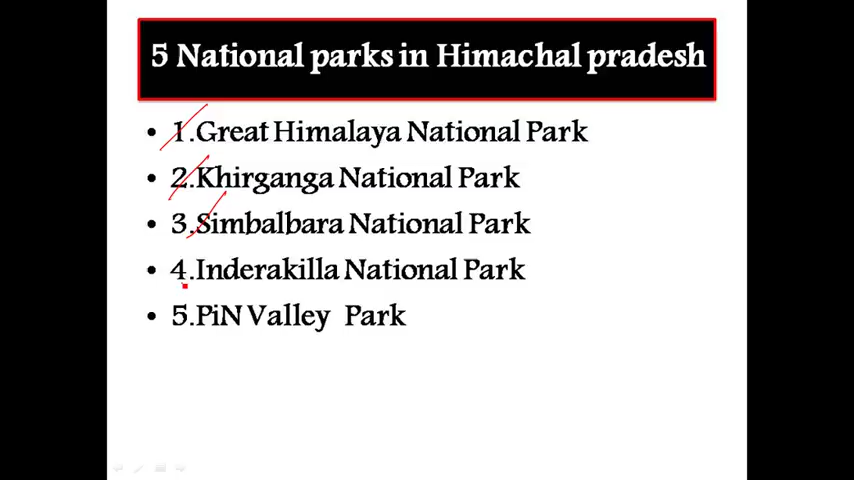 5 National parks in Himachal pradesh
• 1.Great Himalaya National Park
• 2.Khirganga National Park
• 3.Simbalbara National Park
• 4.Inderakilla National Park
• 5.PiN Valley Park